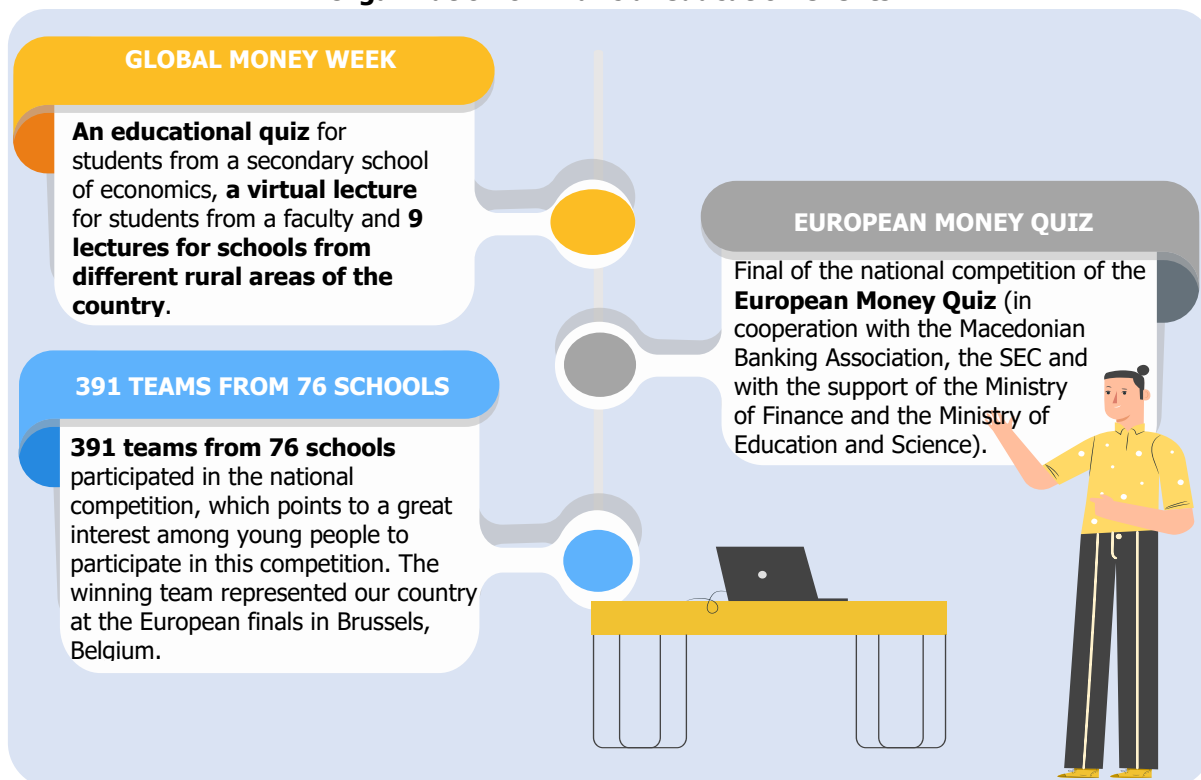 GLOBAL MONEY WEEK
An educational quiz for
students from a secondary school
of economics, a virtual lecture
for students from a faculty and 9
lectures for schools from
different rural areas of the
country.
EUROPEAN MONEY QUIZ
Final of the national competition of the
European Money Quiz (in
cooperation with the Macedonian
Banking Association, the SEC and
with the support of the Ministry
of Finance and the Ministry of
Education and Science).
391 TEAMS FROM 76 SCHOOLS
391 teams from 76 schools
participated in the national
competition, which points to a great
interest among young people to
participate in this competition. The
winning team represented our country
at the European finals in Brussels,
Belgium.